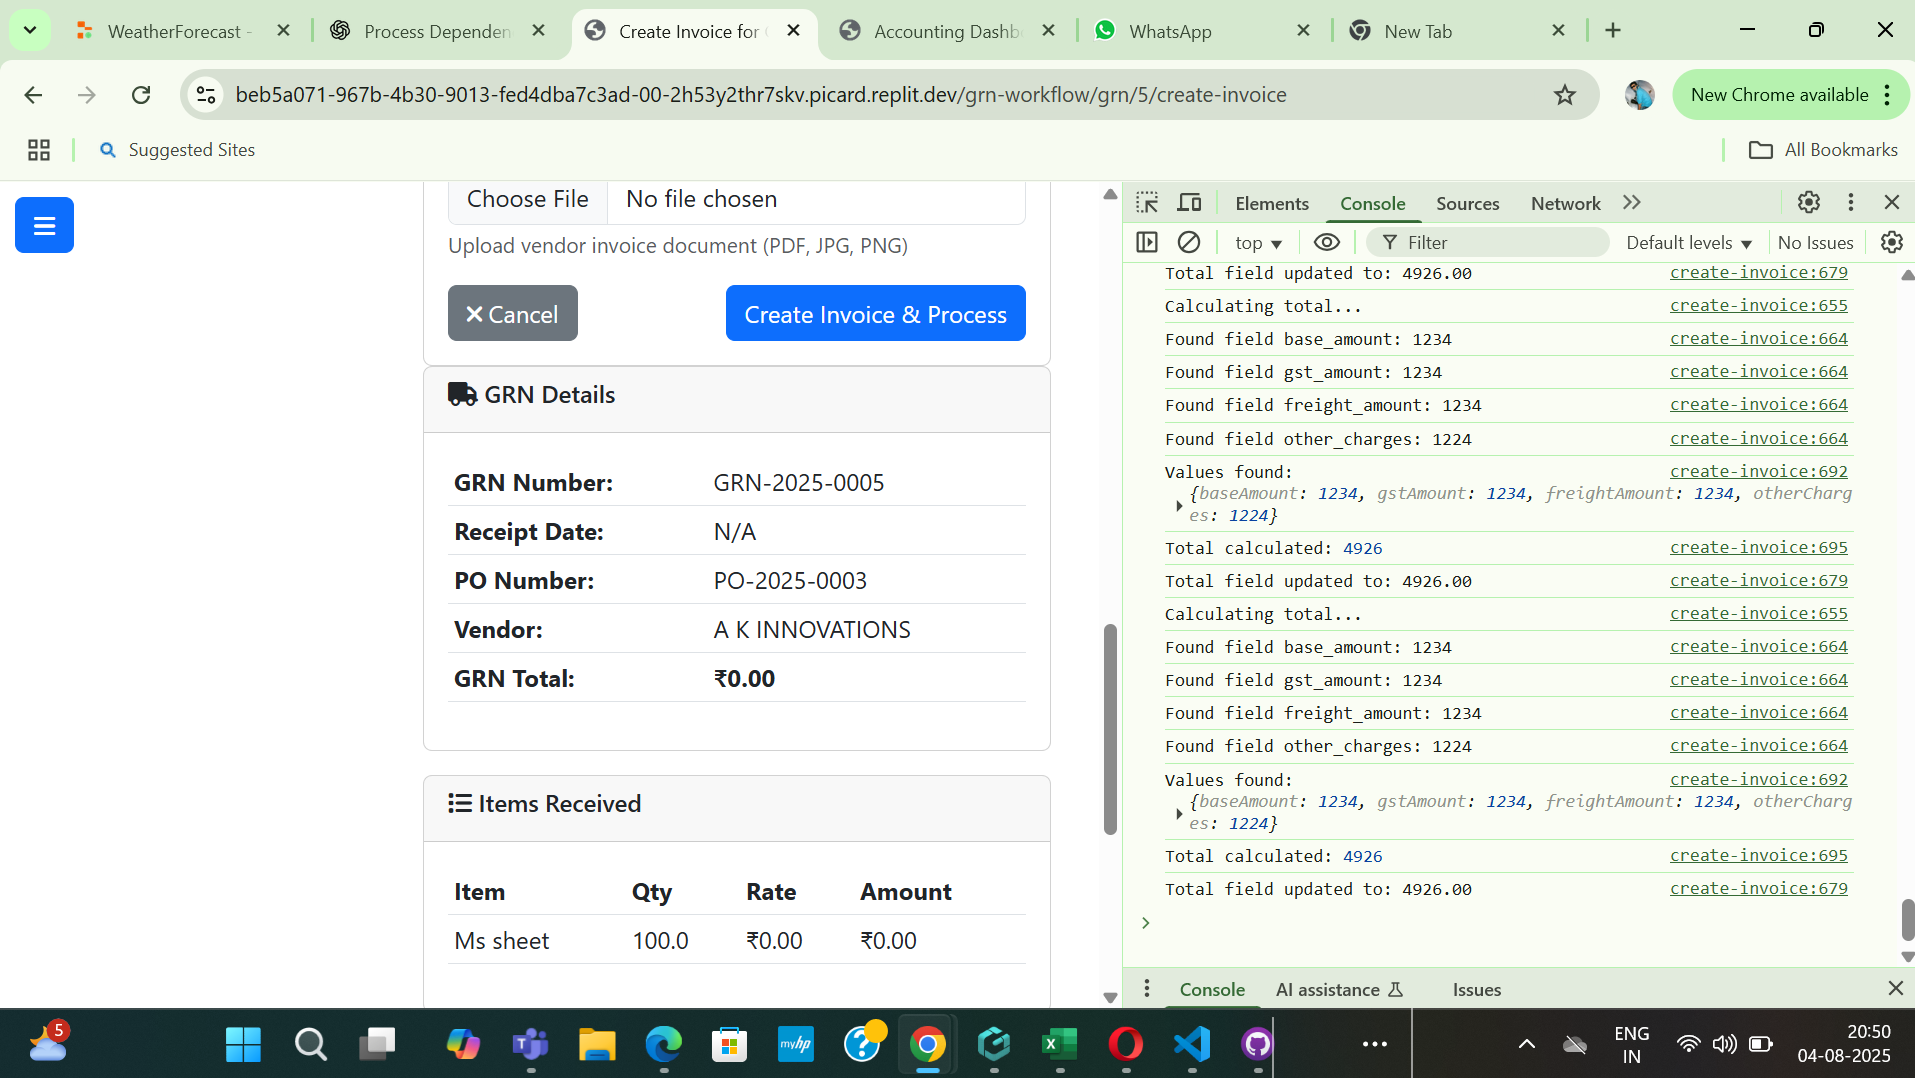 WeatherForecast -
Process Dependen
Create Invoice for
Accounting Dashb
WhatsApp
New Tab
beb5a071-967b-4b30-9013-fed4dba7c3ad-00-2h53y2thr7skv.picard.replit.dev/grn-workflow/grn/5/create-invoice
New Chrome available
Suggested Sites
All Bookmarks
Choose File No file chosen
Upload vendor invoice document (PDF, JPG, PNG)
Cancel
Create Invoice & Process
GRN Details
GRN Number: GRN-2025-0005
Receipt Date: N/A
PO Number: PO-2025-0003
Vendor: A K INNOVATIONS
GRN Total: ₹0.00
Items Received
Item Qty Rate Amount
Ms sheet 100.0 ₹0.00 ₹0.00
Elements Console Sources Network
top Filter Default levels No Issues
Total field updated to: 4926.00 create-invoice:679
Calculating total... create-invoice:655
Found field base_amount: 1234 create-invoice:664
Found field gst_amount: 1234 create-invoice:664
Found field freight_amount: 1234 create-invoice:664
Found field other_charges: 1224 create-invoice:664
Values found: create-invoice:692
{baseAmount: 1234, gstAmount: 1234, freightAmount: 1234, otherCharg
es: 1224}
Total calculated: 4926 create-invoice:695
Total field updated to: 4926.00 create-invoice:679
Calculating total... create-invoice:655
Found field base_amount: 1234 create-invoice:664
Found field gst_amount: 1234 create-invoice:664
Found field freight_amount: 1234 create-invoice:664
Found field other_charges: 1224 create-invoice:664
Values found: create-invoice:692
{baseAmount: 1234, gstAmount: 1234, freightAmount: 1234, otherCharg
es: 1224}
Total calculated: 4926 create-invoice:695
Total field updated to: 4926.00 create-invoice:679
Console AI assistance Issues
5
myhp
ENG
IN
20:50
04-08-2025